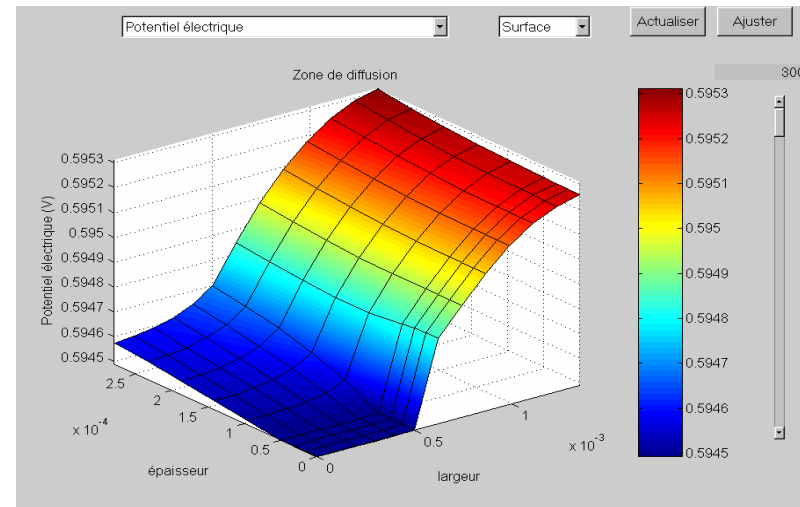 Potentiel électrique
Surface
Actualiser
Ajuster
Zone de diffusion
300
0.5953
0.5952
0.5951
0.595
0.5949
0.5948
0.5947
0.5946
0.5945
Potentiel électrique (V)
2.5
2
1.5
1
0.5
0
x 10-4
épaisseur
0
0.5
1
x 10-3
largeur
0.5953
0.5952
0.5951
0.595
0.5949
0.5948
0.5947
0.5946
0.5945